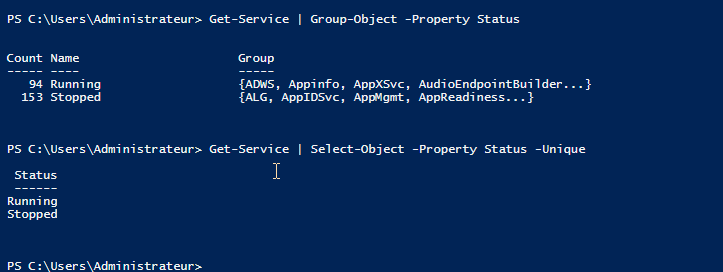 PS C:\Users\Administrateur> Get-Service | Group-Object -Property Status
Count Name                      Group
----- ----                      -----
   94 Running                   {ADWS, Appinfo, AppXSvc, AudioEndpointBuilder...}
  153 Stopped                   {ALG, AppIDSvc, AppMgmt, AppReadiness...}
PS C:\Users\Administrateur> Get-Service | Select-Object -Property Status -Unique
 Status
 ------
Running
Stopped
PS C:\Users\Administrateur>